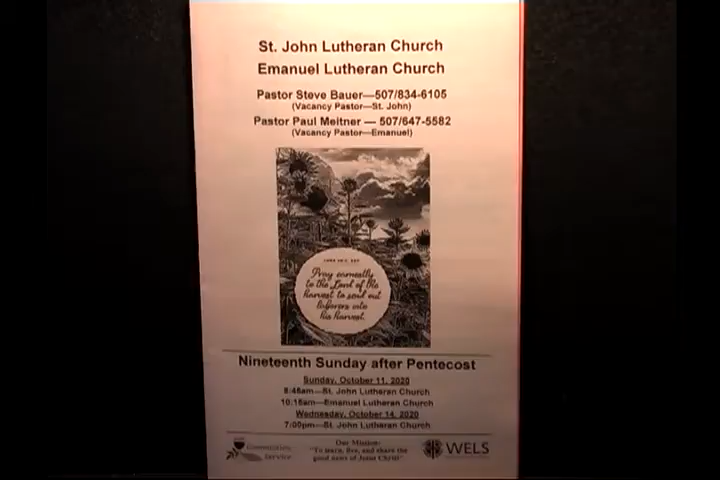 St. John Lutheran Church
Emanuel Lutheran Church
Pastor Steve Bauer—507/834-6105
(Vacancy Pastor—St. John)
Pastor Paul Meitner — 507/647-5582
(Vacancy Pastor—Emanuel)
Pray earnestly
to the Lord of the
harvest to send out
laborers into
his harvest.
Nineteenth Sunday after Pentecost
Sunday, October 11, 2020
8:45am—St. John Lutheran Church
10:15am—Emanuel Lutheran Church
Wednesday, October 14, 2020
7:00pm—St. John Lutheran Church
Communion
Service
Our Mission:
"To learn, live, and share the
good news of Jesus Christ"
WELS